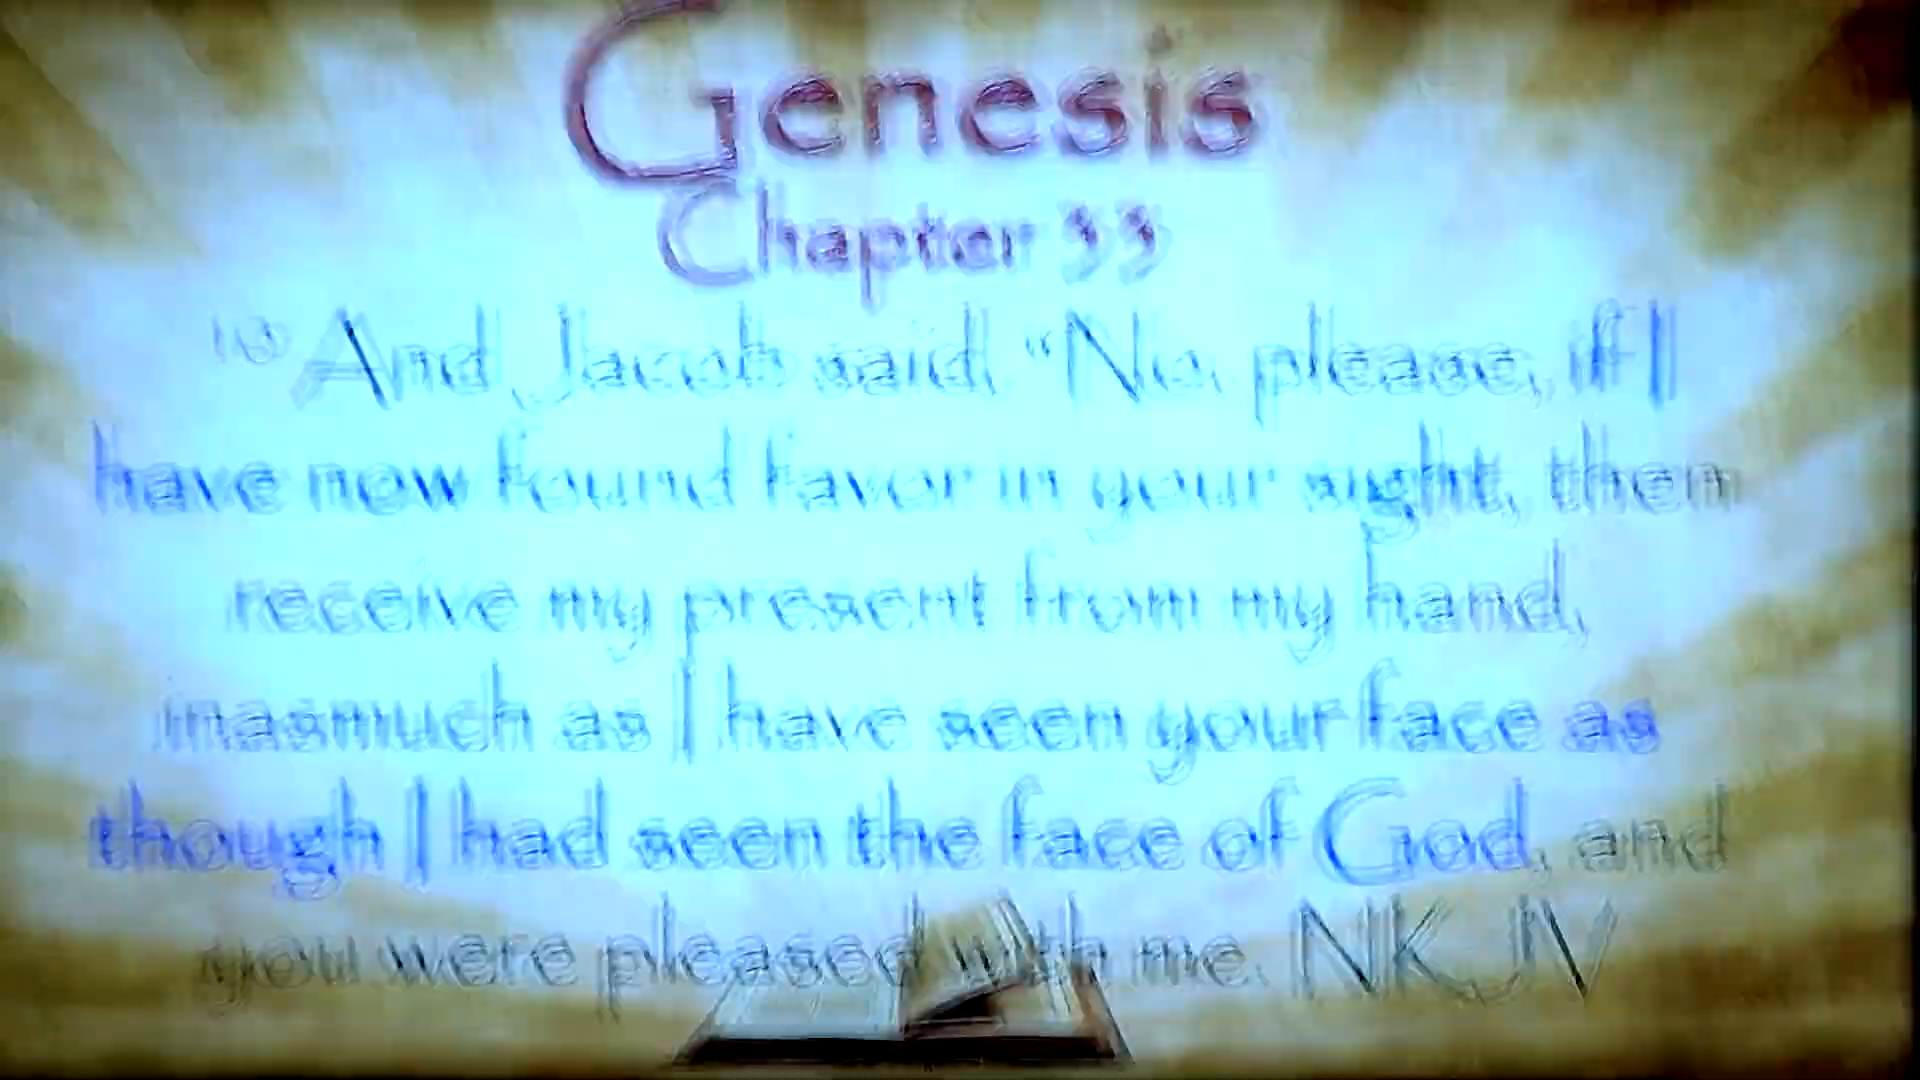 Genesis
Chapter 33
10 And Jacob said, "No, please, if I
have now found favor in your sight, then
receive my present from my hand,
inasmuch as I have seen your face as
though I had seen the face of God, and
you were pleased with me. NKJV